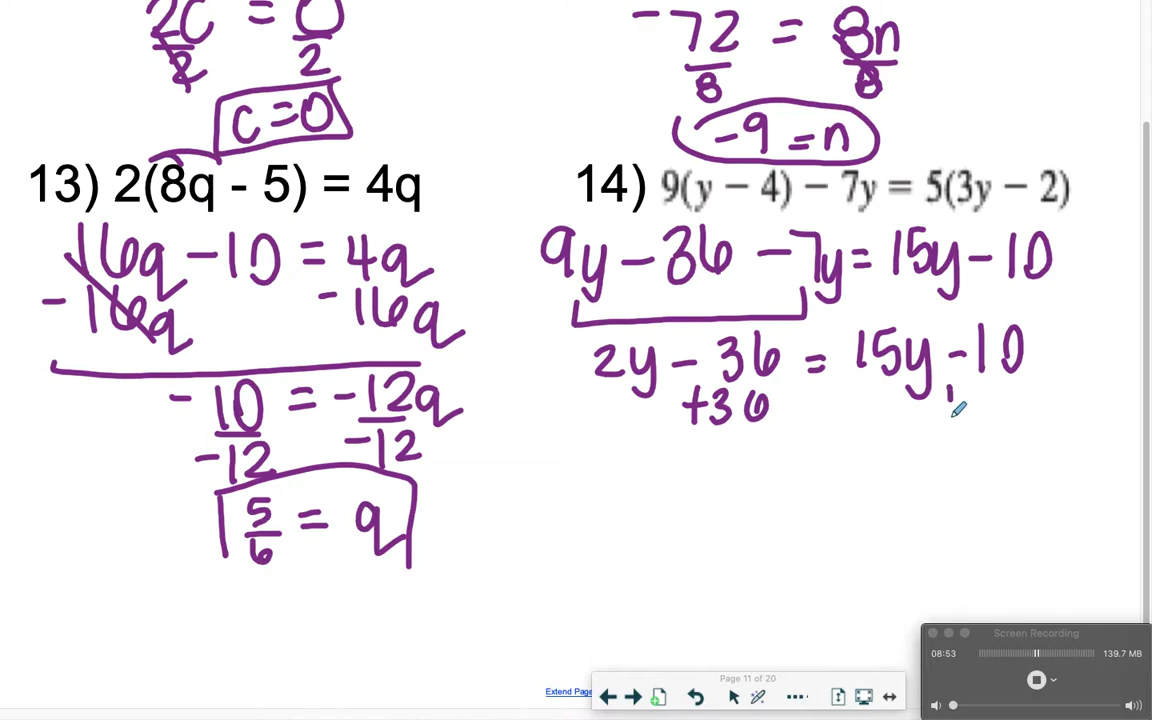 2c = 0
2 2
c = 0
-72 = 8n
8 8
-9 = n
13) 2(8q - 5) = 4q
16q - 10 = 4q
- 16q - 16q
-10 = -12q
-12 -12
5/6 = q
14) 9(y − 4) − 7y = 5(3y − 2)
9y - 36 - 7y = 15y - 10
2y - 36 = 15y - 10
+36
Screen Recording
08:53 139.7 MB
Page 11 of 20
Extend Page